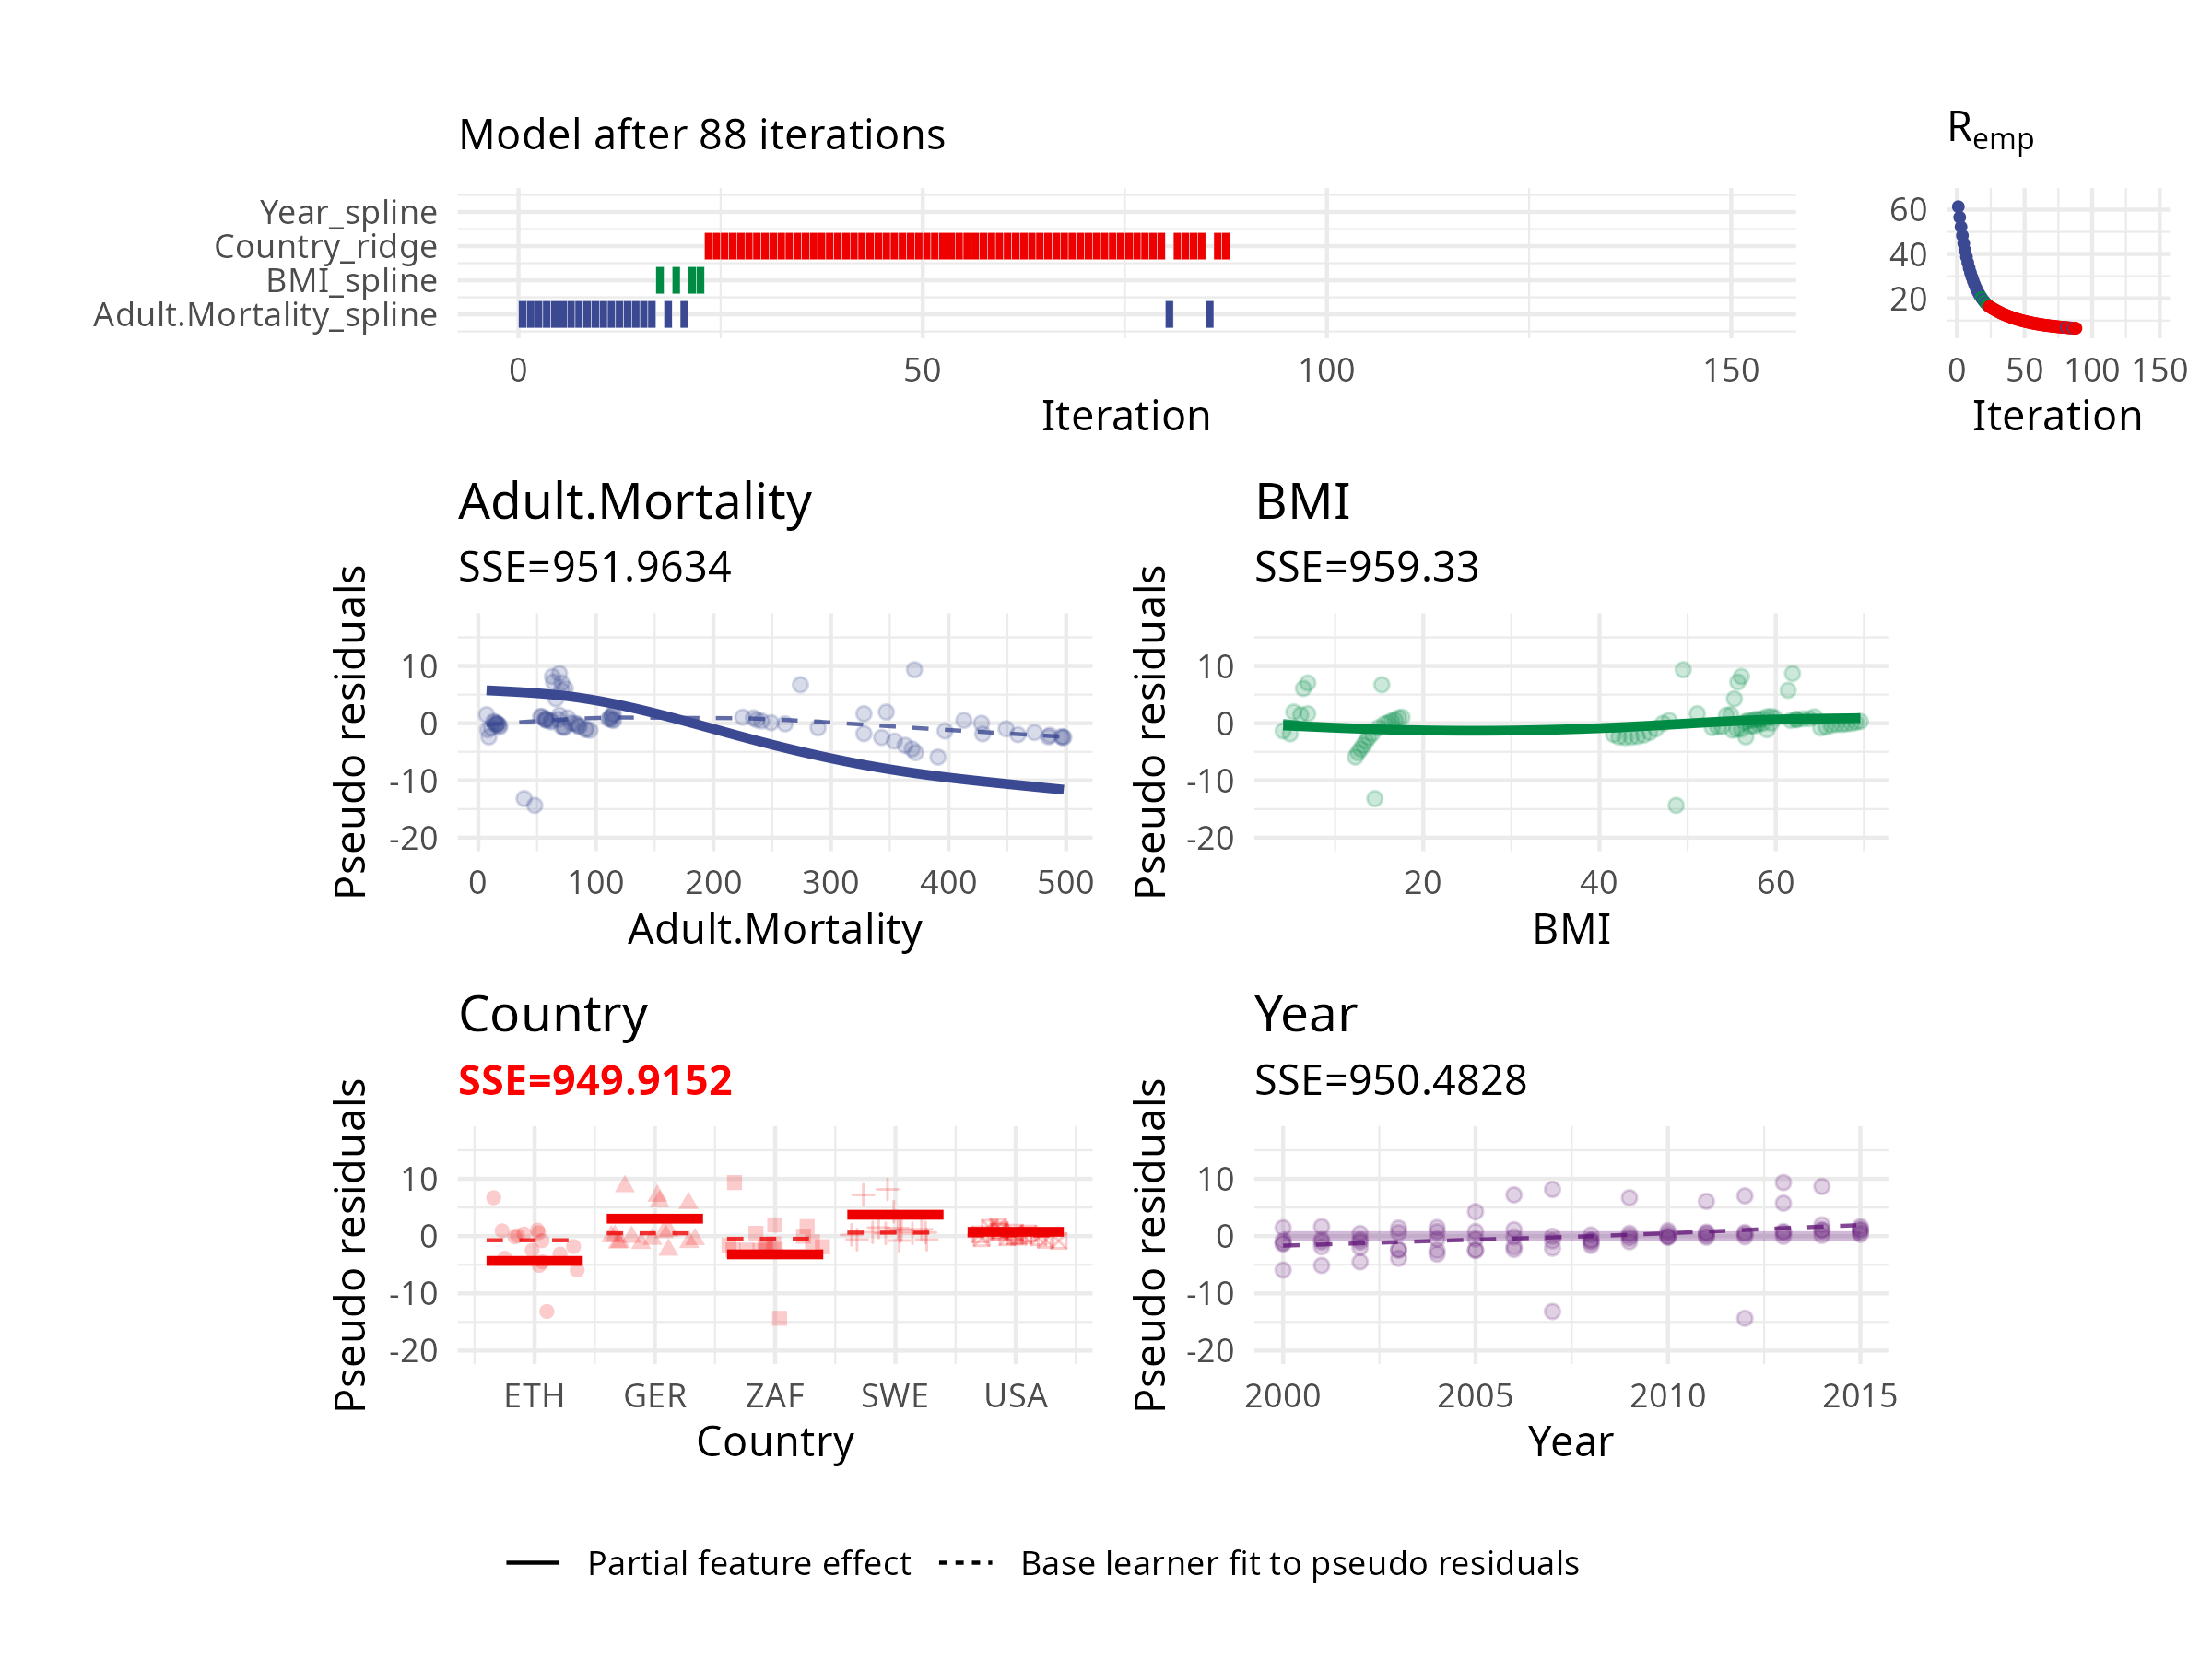 Model after 88 iterations
Year_spline
Country_ridge
BMI_spline
Adult.Mortality_spline
0 50 100 150
Iteration
Remp
60
40
20
0 50 100 150
Iteration
Adult.Mortality
SSE=951.9634
Pseudo residuals
10
0
-10
-20
0 100 200 300 400 500
Adult.Mortality
BMI
SSE=959.33
Pseudo residuals
10
0
-10
-20
20 40 60
BMI
Country
SSE=949.9152
Pseudo residuals
10
0
-10
-20
ETH GER ZAF SWE USA
Country
Year
SSE=950.4828
Pseudo residuals
10
0
-10
-20
2000 2005 2010 2015
Year
Partial feature effect Base learner fit to pseudo residuals